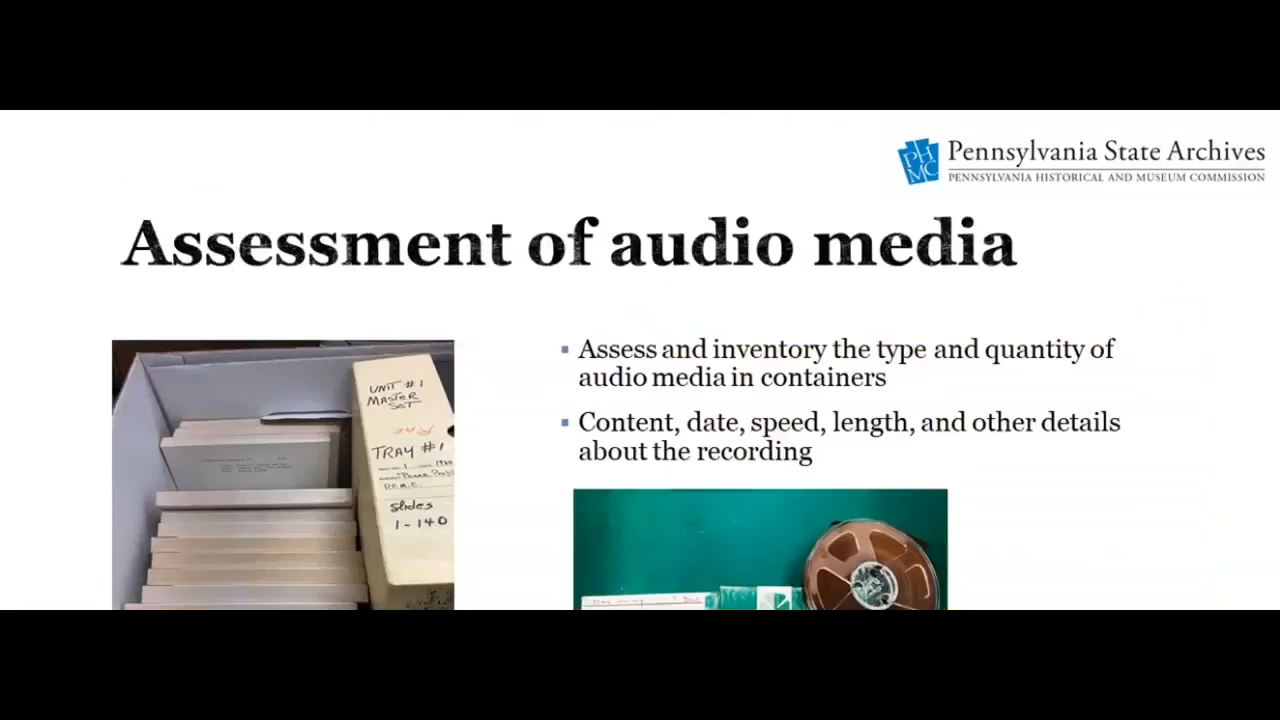 PHMC
Pennsylvania State Archives
PENNSYLVANIA HISTORICAL AND MUSEUM COMMISSION
Assessment of audio media
▪ Assess and inventory the type and quantity of
audio media in containers
▪ Content, date, speed, length, and other details
about the recording
UNIT #1
MASTER
SET
TRAY #1
Slides
1-140